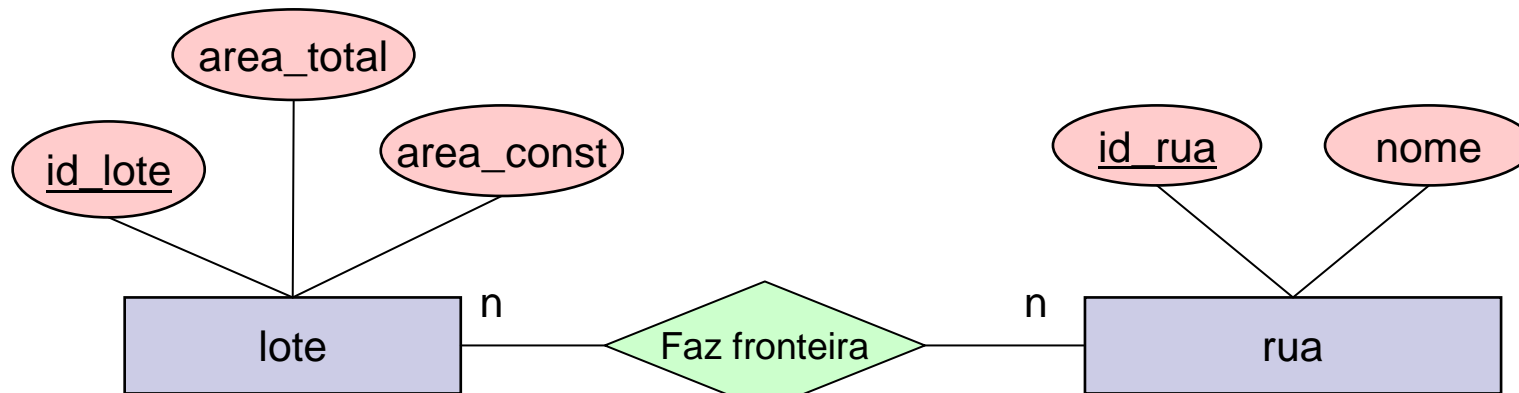 area_total
id_lote
area_const
id_rua
nome
n
n
lote
Faz fronteira
rua